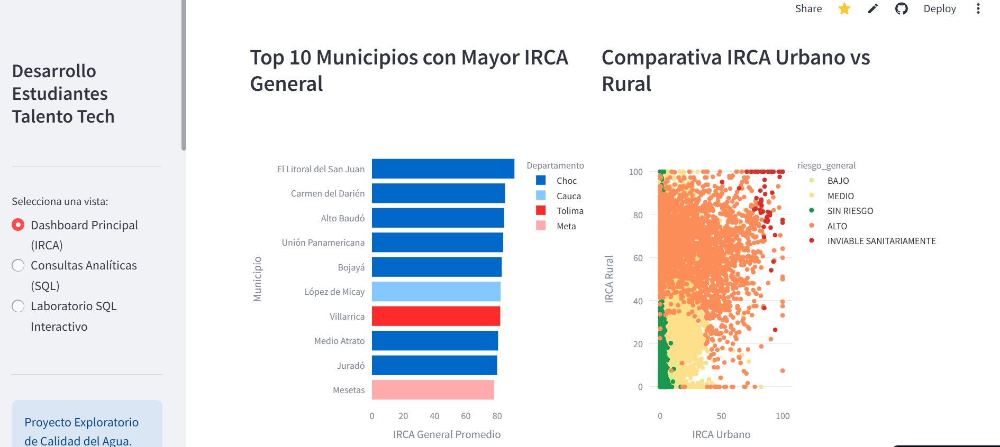 Share
Deploy
Desarrollo
Estudiantes
Talento Tech
Selecciona una vista:
Dashboard Principal
(IRCA)
Consultas Analíticas
(SQL)
Laboratorio SQL
Interactivo
Proyecto Exploratorio
de Calidad del Agua.
Top 10 Municipios con Mayor IRCA
General
Municipio
El Litoral del San Juan
Carmen del Darién
Alto Baudó
Unión Panamericana
Bojayá
López de Micay
Villarrica
Medio Atrato
Juradó
Mesetas
0 20 40 60 80
IRCA General Promedio
Departamento
Choc
Cauca
Tolima
Meta
Comparativa IRCA Urbano vs
Rural
IRCA Rural
100
80
60
40
20
0
0 50 100
IRCA Urbano
riesgo_general
BAJO
MEDIO
SIN RIESGO
ALTO
INVIABLE SANITARIAMENTE